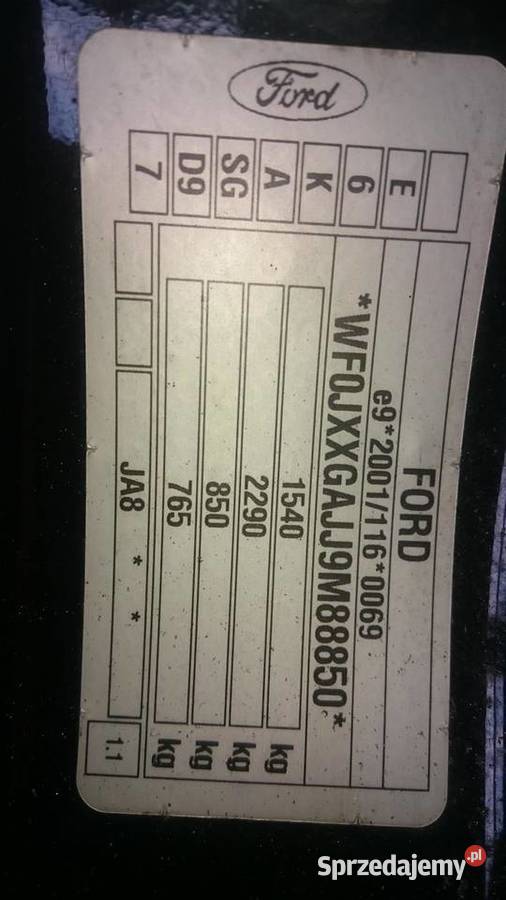 Ford
FORD
e9*2001/116*0069
*WF0JXXGAJJ9M88850*
1540 kg
2290 kg
850 kg
765 kg
JA8 * *
1.1
E
6
K
A
SG
D9
7
Sprzedajemy.pl